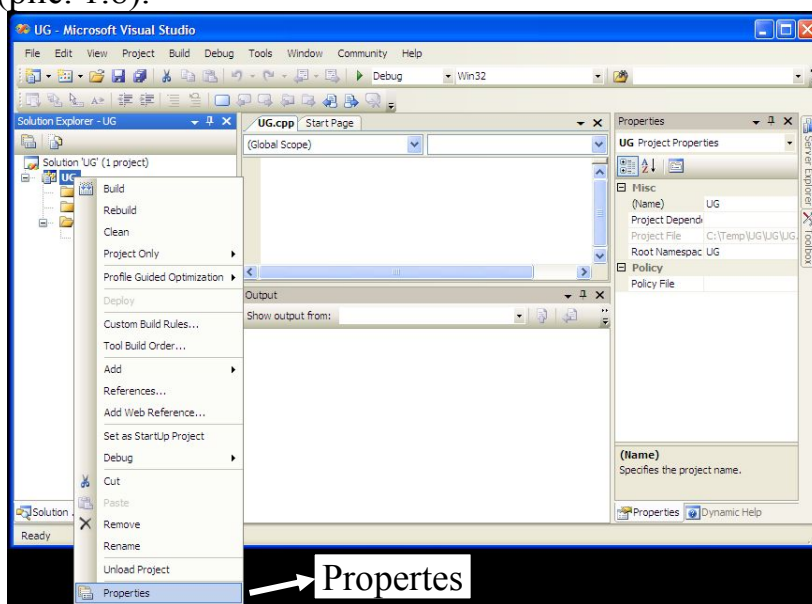 (рис. 1.8).
UG - Microsoft Visual Studio
File Edit View Project Build Debug Tools Window Community Help
Debug Win32
Solution Explorer - UG
UG.cpp Start Page
Properties
(Global Scope)
UG Project Properties
Solution 'UG' (1 project)
UG
Misc
(Name) UG
Project Depend
Project File C:\Temp\UG\UG\UG.
Root Namespac UG
Policy
Policy File
Server Explorer
Toolbox
Build
Rebuild
Clean
Project Only
Profile Guided Optimization
Deploy
Custom Build Rules...
Tool Build Order...
Add
References...
Add Web Reference...
Set as StartUp Project
Debug
Cut
Paste
Remove
Rename
Unload Project
Properties
Output
Show output from:
(Name)
Specifies the project name.
Solution
Properties Dynamic Help
Ready
Propertes